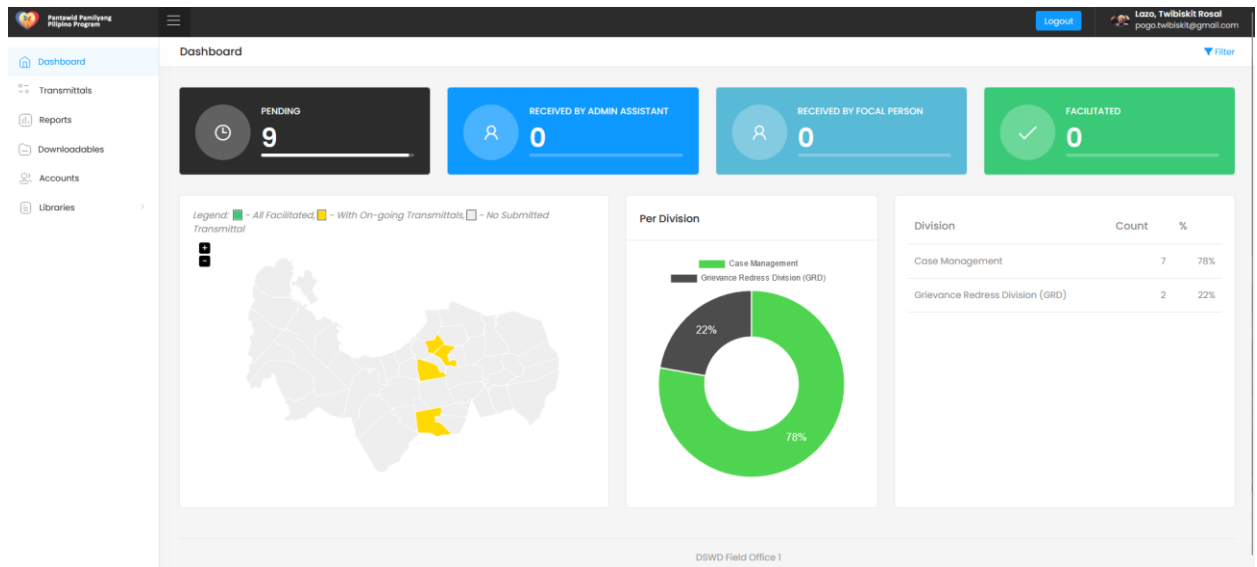 Pantawid Pamilyang
Pilipino Program
Logout
Lazo, Twibiskit Rosal
pogo.twibiskit@gmail.com
Dashboard
Transmittals
Reports
Downloadables
Accounts
Libraries
Dashboard
Filter
PENDING
9
RECEIVED BY ADMIN ASSISTANT
0
RECEIVED BY FOCAL PERSON
0
FACILITATED
0
Legend: - All Facilitated, - With On-going Transmittals, - No Submitted
Transmittal
+
-
Per Division
Case Management
Grievance Redress Division (GRD)
22%
78%
Division Count %
Case Management 7 78%
Grievance Redress Division (GRD) 2 22%
DSWD Field Office 1